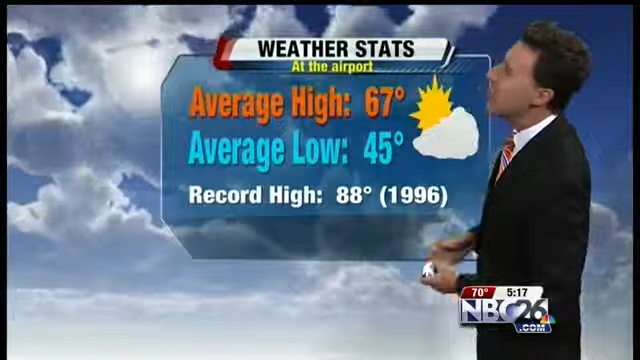 WEATHER STATS
At the airport
Average High: 67°
Average Low: 45°
Record High: 88° (1996)
70° 5:17
NBC26
.COM